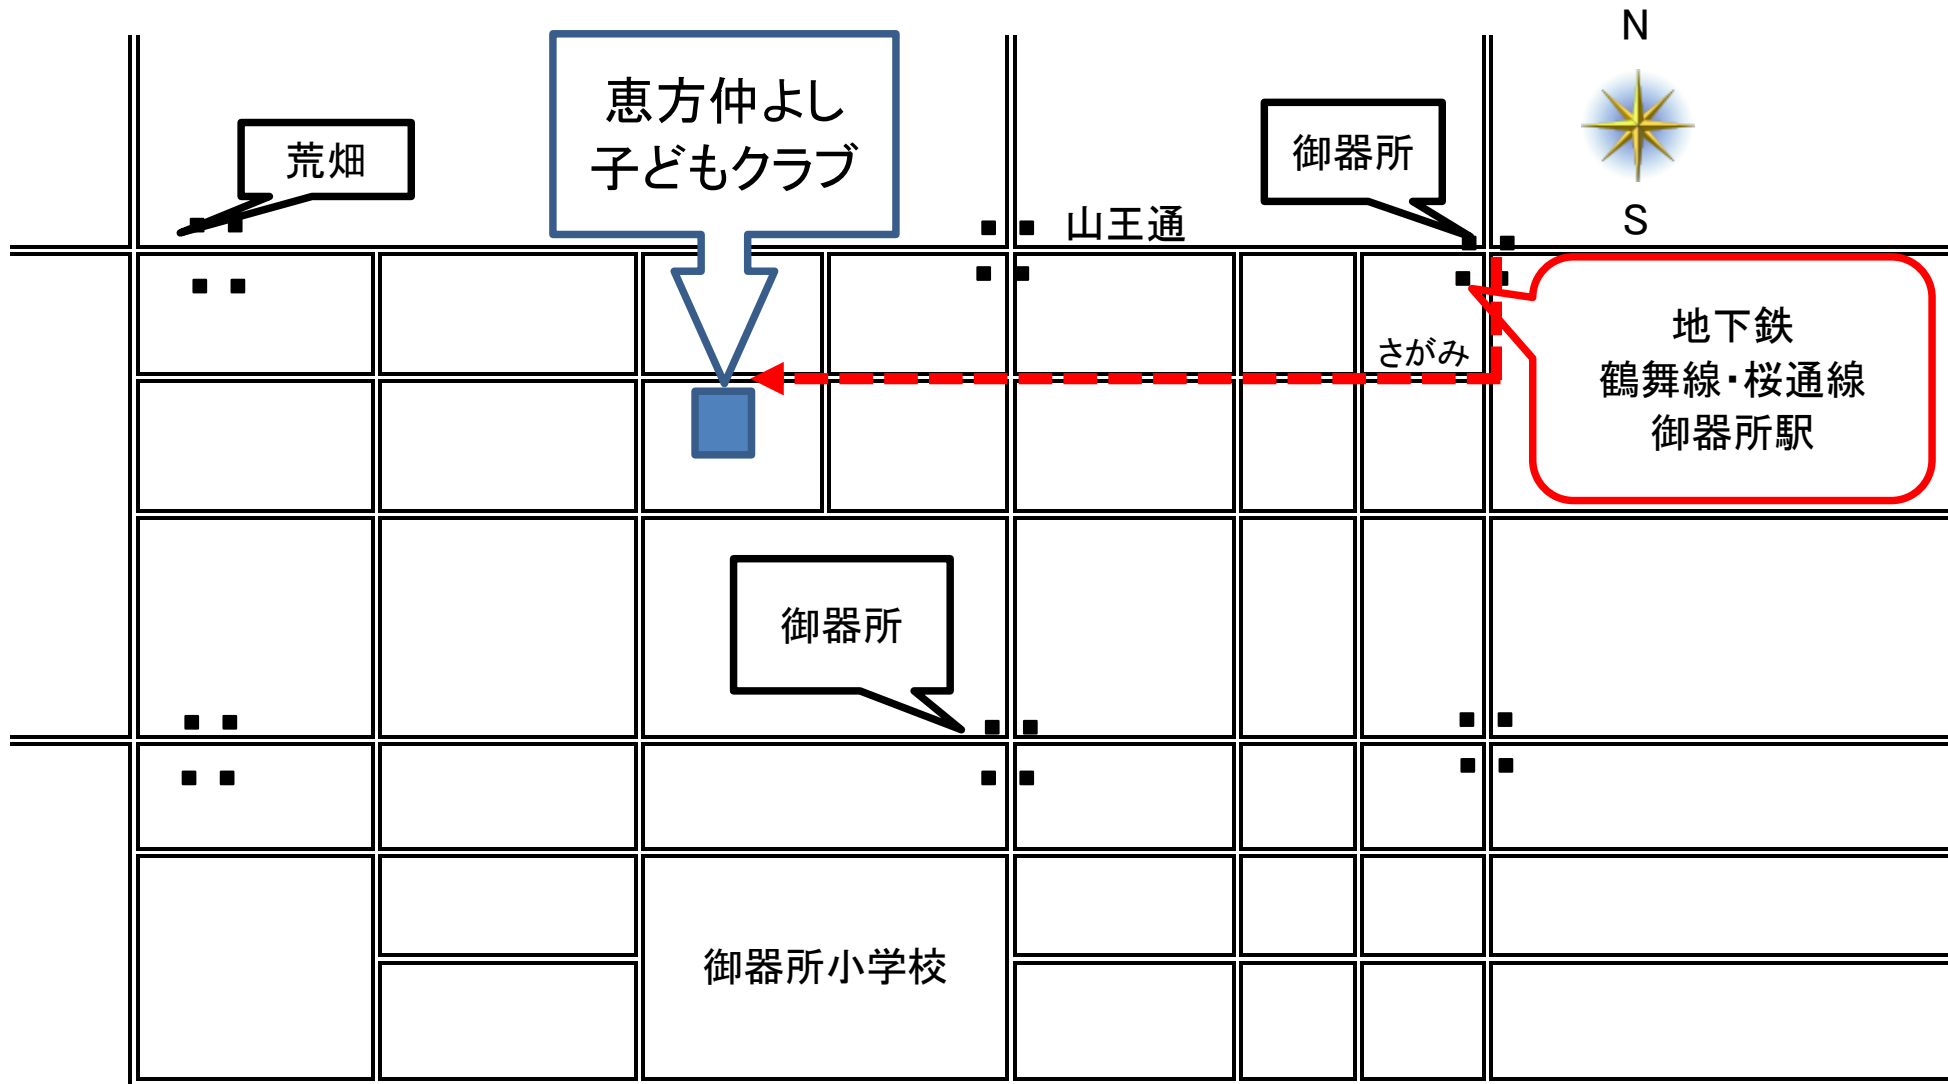 N
恵方仲よし
子どもクラブ
荒畑
御器所
山王通
S
地下鉄
鶴舞線・桜通線
御器所駅
さがみ
御器所
御器所小学校